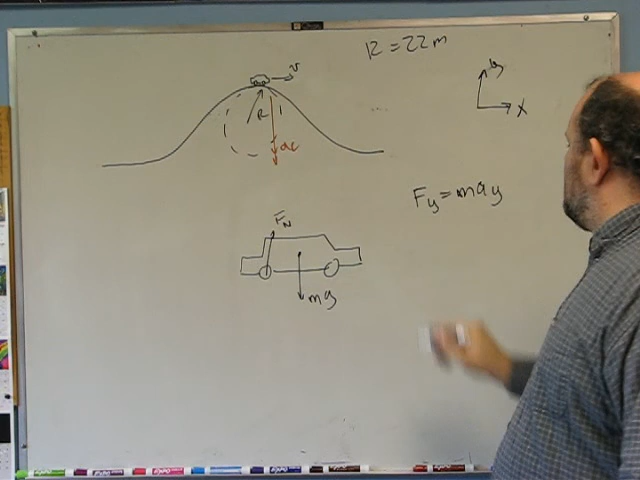 R = 22 m
v
y
R
x
ac
Fy = may
FN
mg